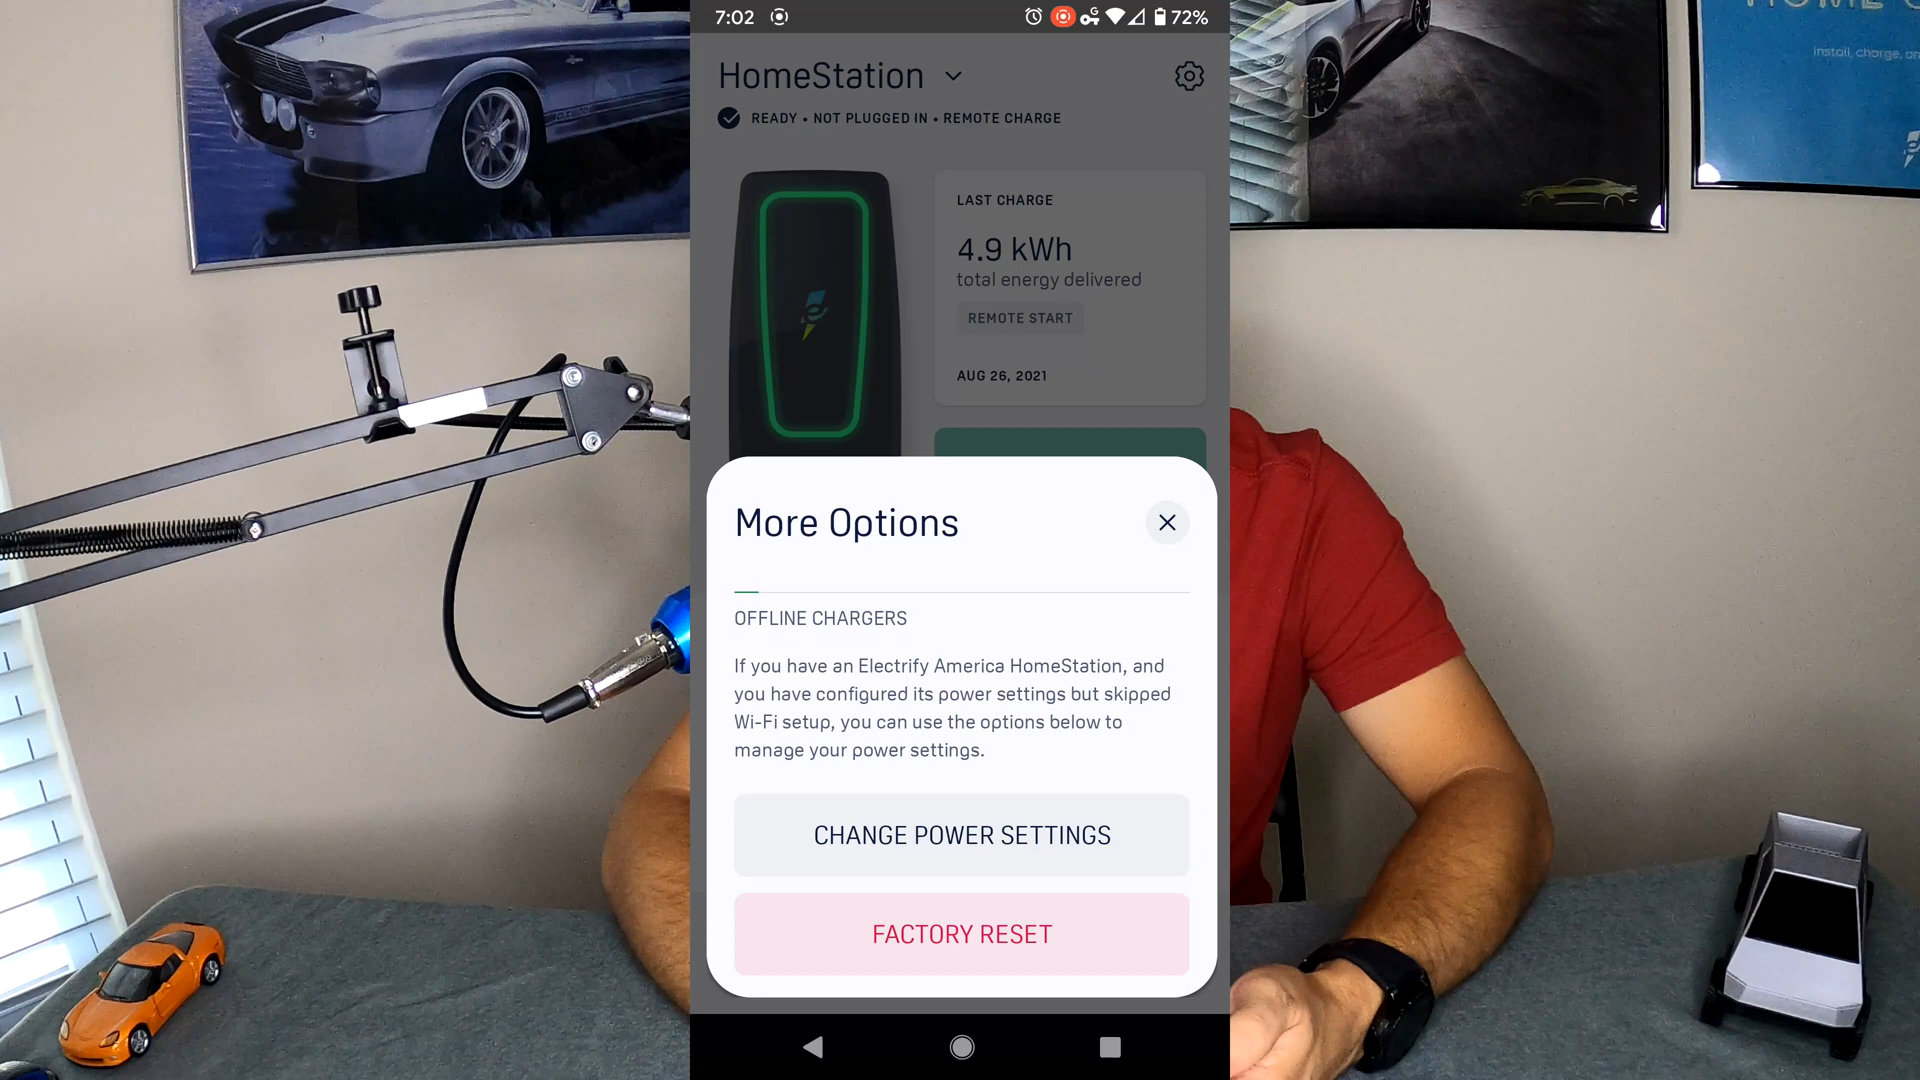 7:02
72%
HomeStation
READY • NOT PLUGGED IN • REMOTE CHARGE
LAST CHARGE
4.9 kWh
total energy delivered
REMOTE START
AUG 26, 2021
More Options
OFFLINE CHARGERS
If you have an Electrify America HomeStation, and
you have configured its power settings but skipped
Wi-Fi setup, you can use the options below to
manage your power settings.
CHANGE POWER SETTINGS
FACTORY RESET
install, charge, an